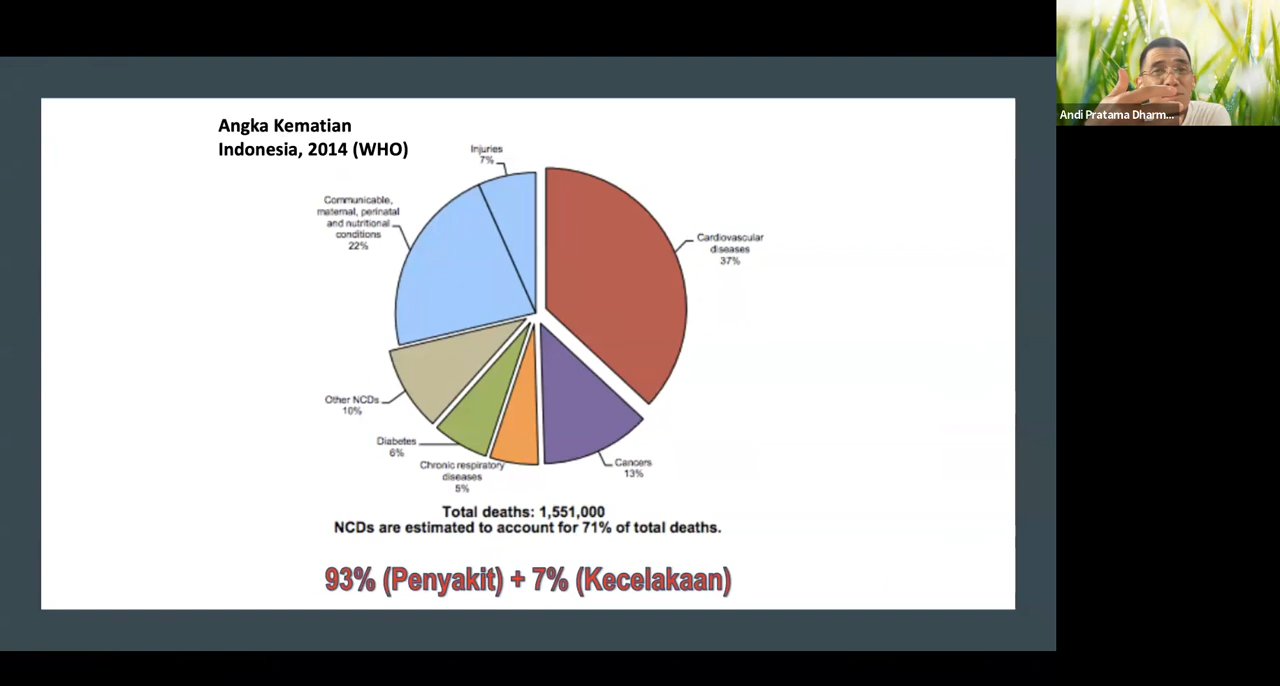 Angka Kematian
Indonesia, 2014 (WHO)
Injuries
7%
Communicable,
maternal, perinatal
and nutritional
conditions
22%
Cardiovascular
diseases
37%
Other NCDs
10%
Diabetes
6%
Chronic respiratory
diseases
5%
Cancers
13%
Total deaths: 1,551,000
NCDs are estimated to account for 71% of total deaths.
93% (Penyakit) + 7% (Kecelakaan)
Andi Pratama Dharm...